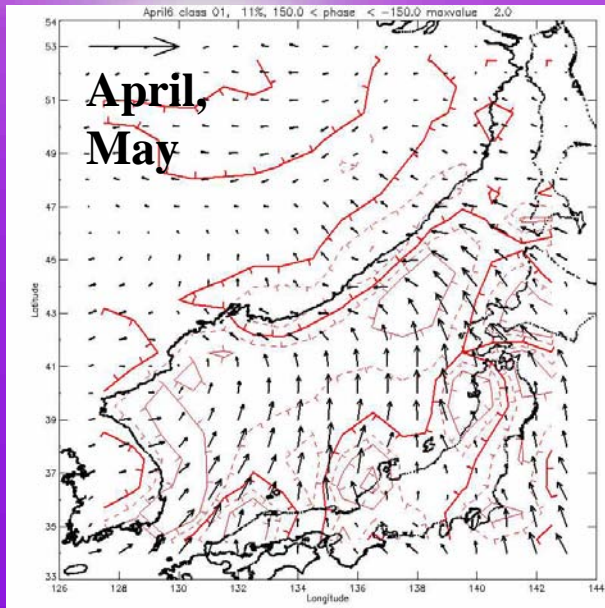 April6 class 01, 11%, 150.0 < phase < -150.0 maxvalue 2.0
April,
May
54
53
51
49
47
45
43
41
39
37
35
33
Latitude
126 128 130 132 134 136 138 140 142 144
Longitude